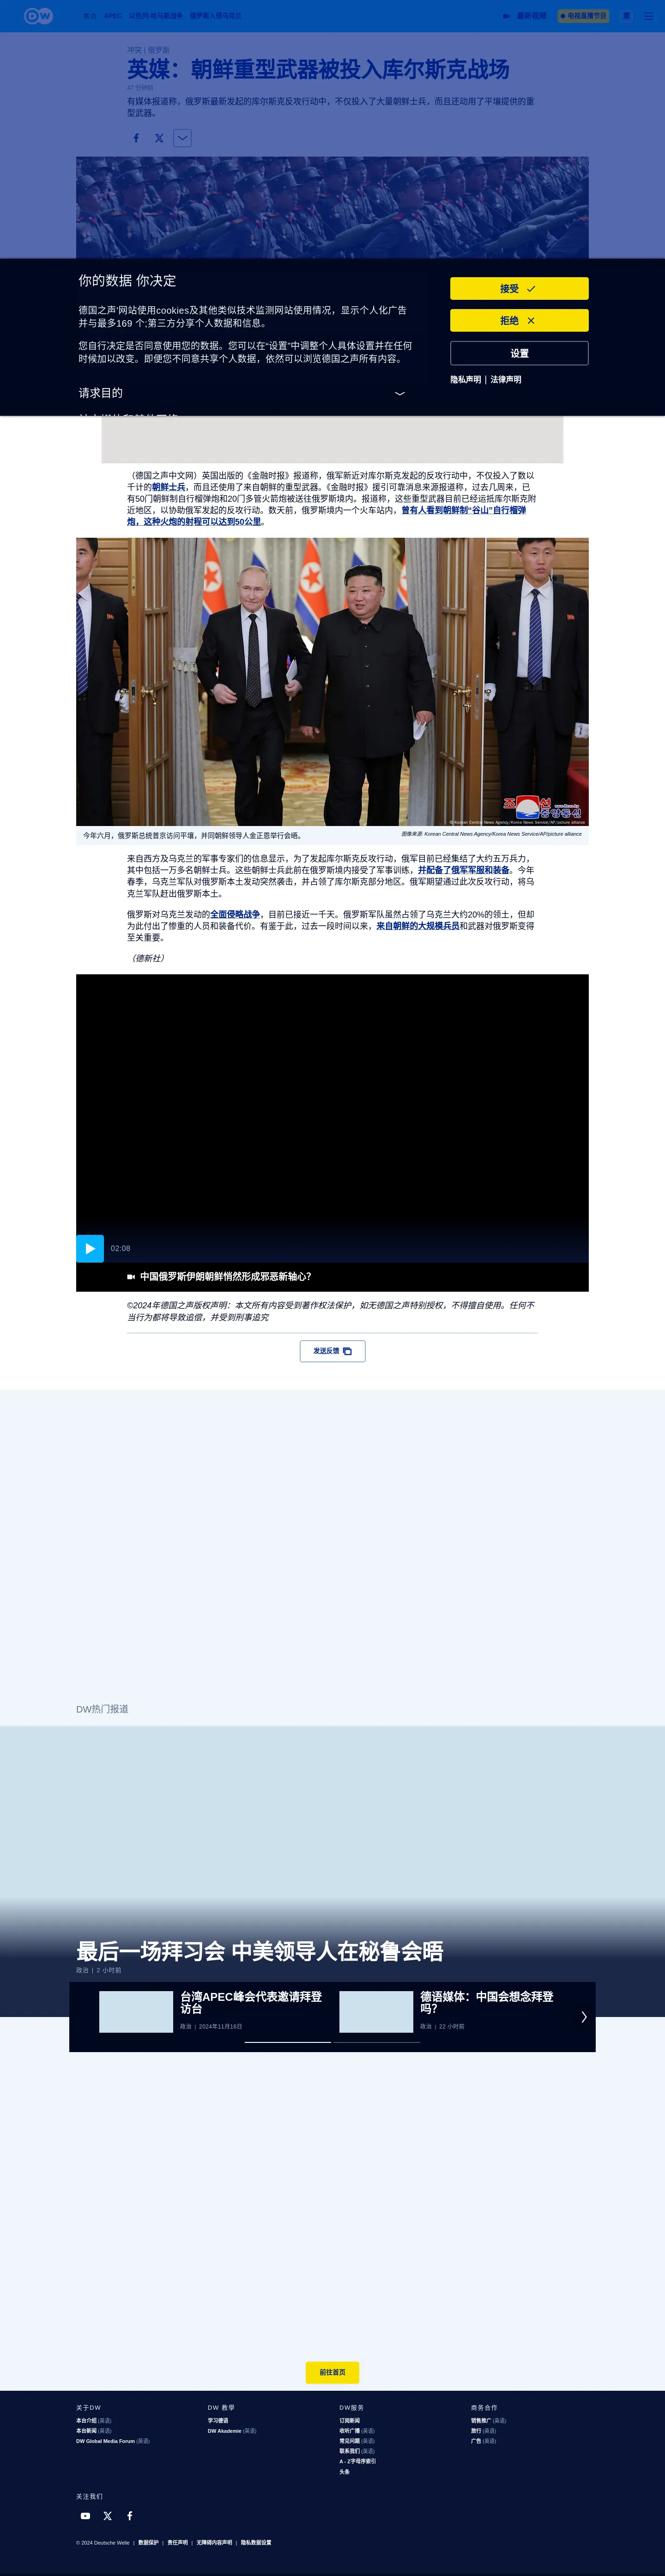 DW
焦点
APEC
以色列-哈马斯战争
俄罗斯入侵乌克兰
最新视频
电视直播节目
冲突 | 俄罗斯
英媒：朝鲜重型武器被投入库尔斯克战场
47 分钟前
有媒体报道称，俄罗斯最新发起的库尔斯克反攻行动中，不仅投入了大量朝鲜士兵，而且还动用了平壤提供的重
型武器。
你的数据 你决定
德国之声‘网站使用cookies及其他类似技术监测网站使用情况，显示个人化广告
并与最多169 个;第三方分享个人数据和信息。
您自行决定是否同意使用您的数据。您可以在“设置”中调整个人具体设置并在任何
时候加以改变。即便您不同意共享个人数据，依然可以浏览德国之声所有内容。
请求目的
接受
拒绝
设置
隐私声明 | 法律声明
（德国之声中文网）英国出版的《金融时报》报道称，俄军新近对库尔斯克发起的反攻行动中，不仅投入了数以
千计的朝鲜士兵，而且还使用了来自朝鲜的重型武器。《金融时报》援引可靠消息来源报道称，过去几周来，已
有50门朝鲜制自行榴弹炮和20门多管火箭炮被送往俄罗斯境内。报道称，这些重型武器目前已经运抵库尔斯克附
近地区，以协助俄军发起的反攻行动。数天前，俄罗斯境内一个火车站内，曾有人看到朝鲜制“谷山”自行榴弹
炮，这种火炮的射程可以达到50公里。
조선
중앙통신
© Korean Central News Agency/Korea News Service/AP/picture alliance
今年六月，俄罗斯总统普京访问平壤，并同朝鲜领导人金正恩举行会晤。
图像来源: Korean Central News Agency/Korea News Service/AP/picture alliance
来自西方及乌克兰的军事专家们的信息显示，为了发起库尔斯克反攻行动，俄军目前已经集结了大约五万兵力，
其中包括一万多名朝鲜士兵。这些朝鲜士兵此前在俄罗斯境内接受了军事训练，并配备了俄军军服和装备。今年
春季，乌克兰军队对俄罗斯本土发动突然袭击，并占领了库尔斯克部分地区。俄军期望通过此次反攻行动，将乌
克兰军队赶出俄罗斯本土。
俄罗斯对乌克兰发动的全面侵略战争，目前已接近一千天。俄罗斯军队虽然占领了乌克兰大约20%的领土，但却
为此付出了惨重的人员和装备代价。有鉴于此，过去一段时间以来，来自朝鲜的大规模兵员和武器对俄罗斯变得
至关重要。
（德新社）
02:08
中国俄罗斯伊朗朝鲜悄然形成邪恶新轴心?
©2024年德国之声版权声明：本文所有内容受到著作权法保护，如无德国之声特别授权，不得擅自使用。任何不
当行为都将导致追偿，并受到刑事追究
发送反馈
DW热门报道
最后一场拜习会 中美领导人在秘鲁会晤
政治 | 2 小时前
台湾APEC峰会代表邀请拜登
访台
政治 | 2024年11月16日
德语媒体：中国会想念拜登
吗？
政治 | 22 小时前
前往首页
关于DW
本台介绍 (英语)
本台新闻 (英语)
DW Global Media Forum (英语)
DW 教學
学习德语
DW Akademie (英语)
DW服务
订阅新闻
收听广播 (英语)
常见问题 (英语)
联系我们 (英语)
A - Z字母序索引
头条
商务合作
销售推广 (英语)
旅行 (英语)
广告 (英语)
关注我们
© 2024 Deutsche Welle | 数据保护 | 责任声明 | 无障碍内容声明 | 隐私数据设置